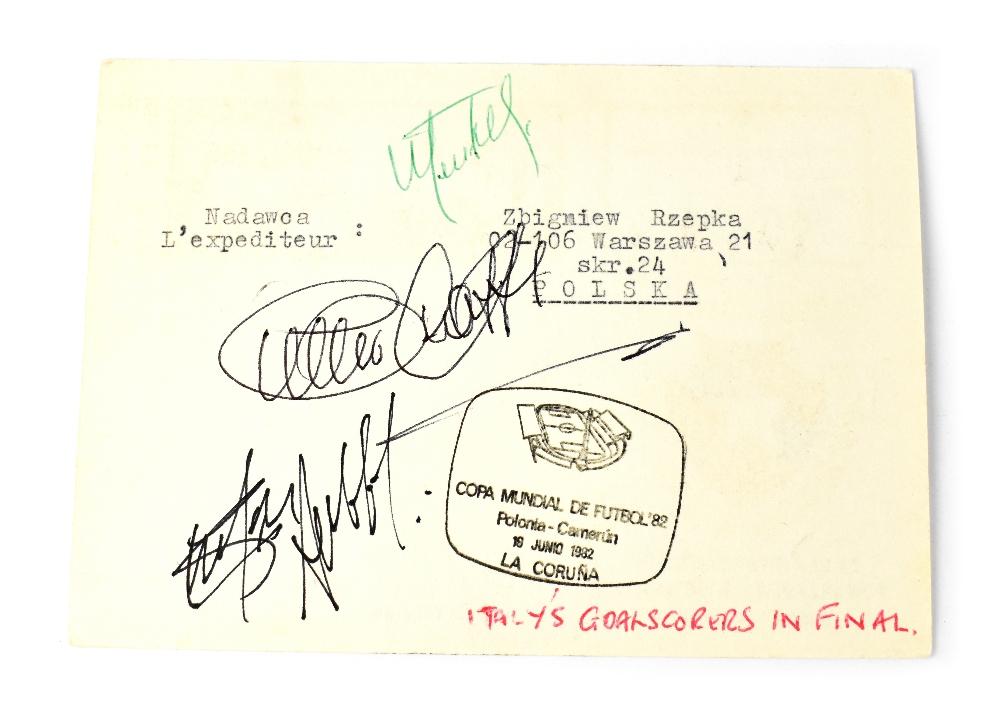 Nadawca
L'expediteur :
Zbigniew Rzepka
02-106 Warszawa 21
skr.24
POLSKA
COPA MUNDIAL DE FUTBOL'82
Polonia - Camerún
19 JUNIO 1982
LA CORUÑA
ITALY'S GOALSCORERS IN FINAL.